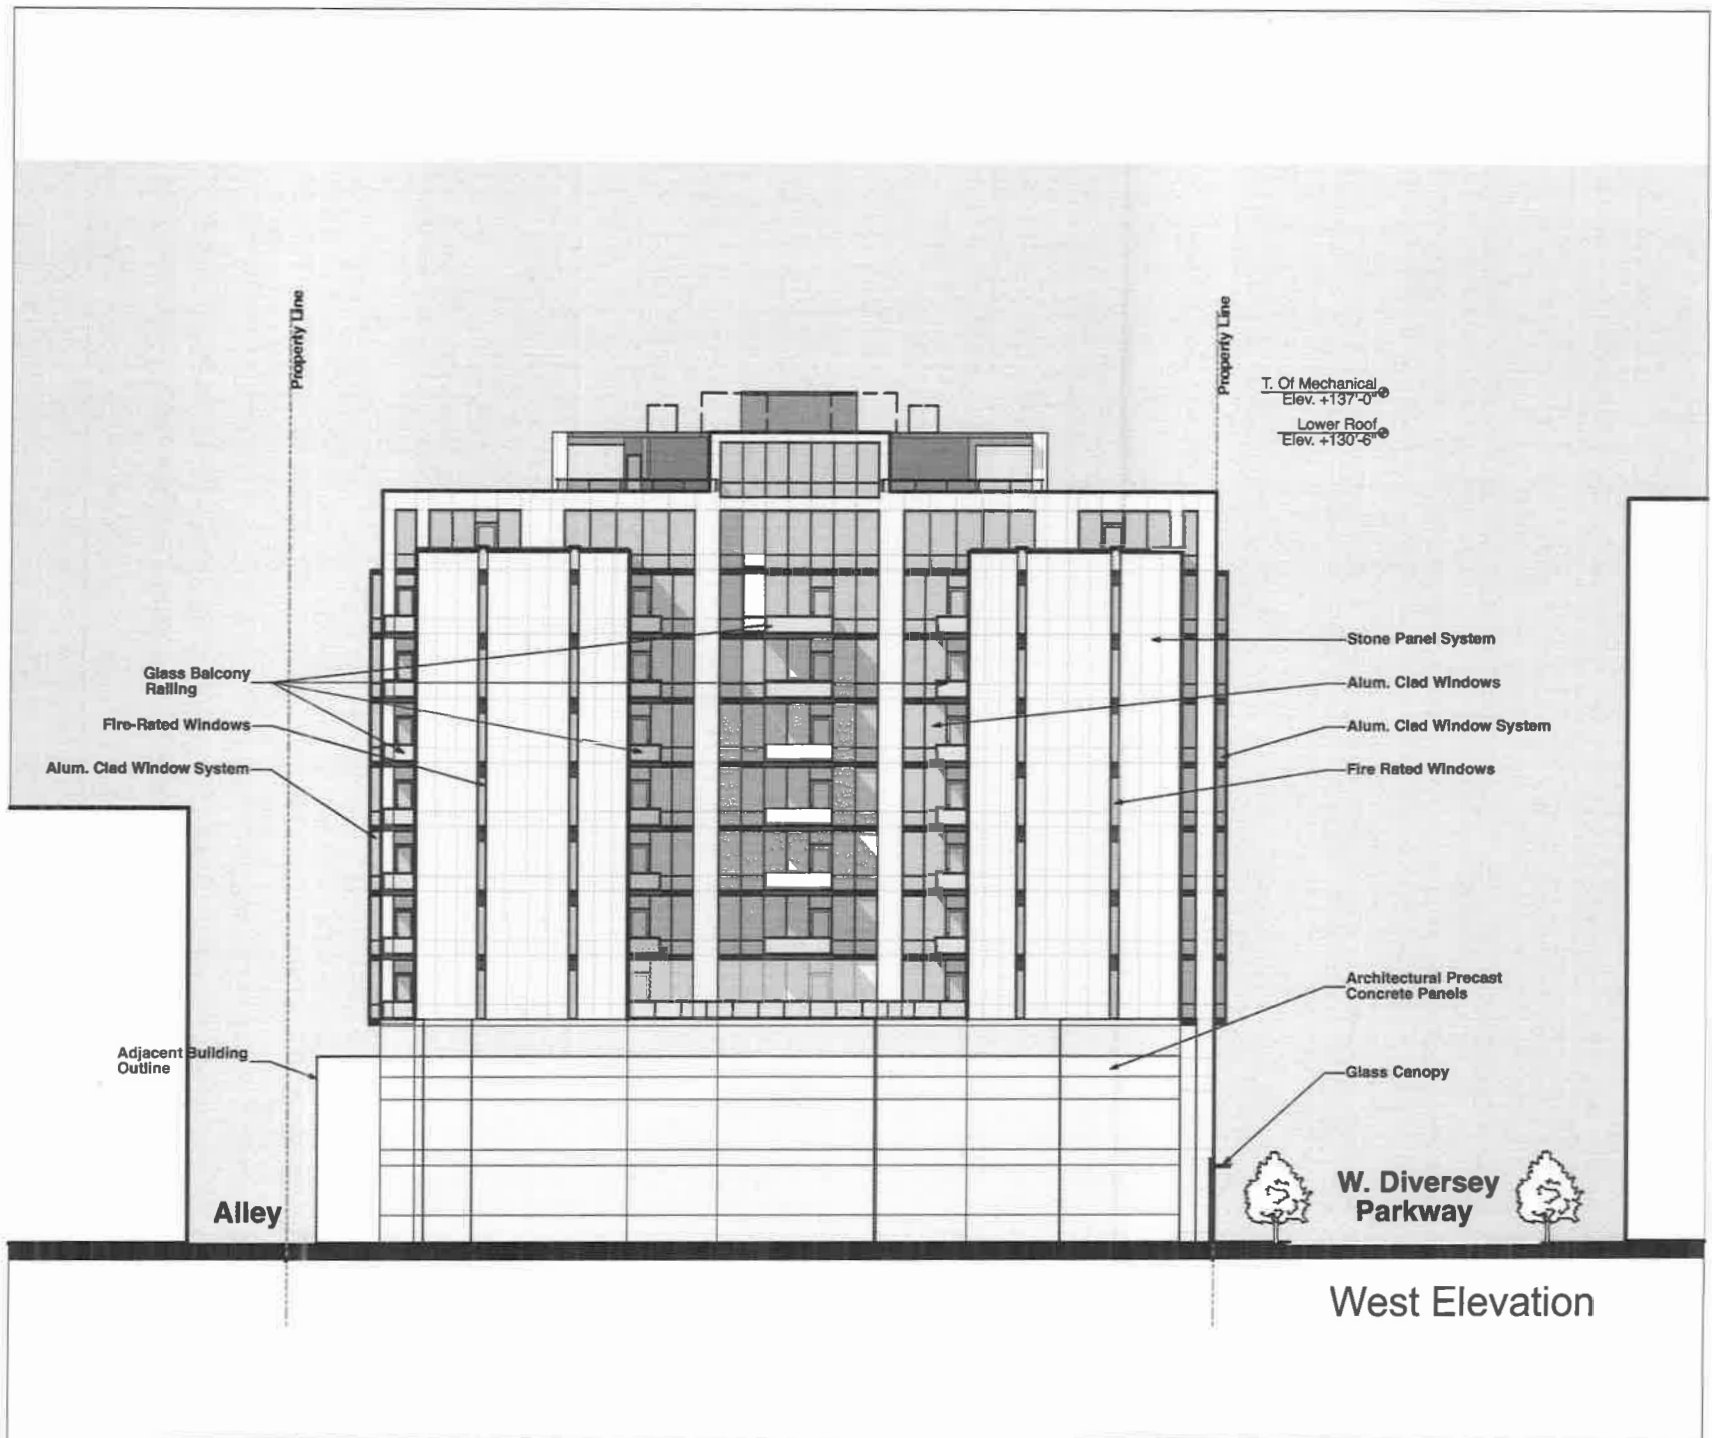 Property Line
Property Line
T. Of Mechanical
Elev. +137'-0"
Lower Roof
Elev. +130'-6"
Glass Balcony
Railing
Fire-Rated Windows
Alum. Clad Window System
Stone Panel System
Alum. Clad Windows
Alum. Clad Window System
Fire Rated Windows
Architectural Precast
Concrete Panels
Adjacent Building
Outline
Glass Canopy
Alley
W. Diversey
Parkway
West Elevation